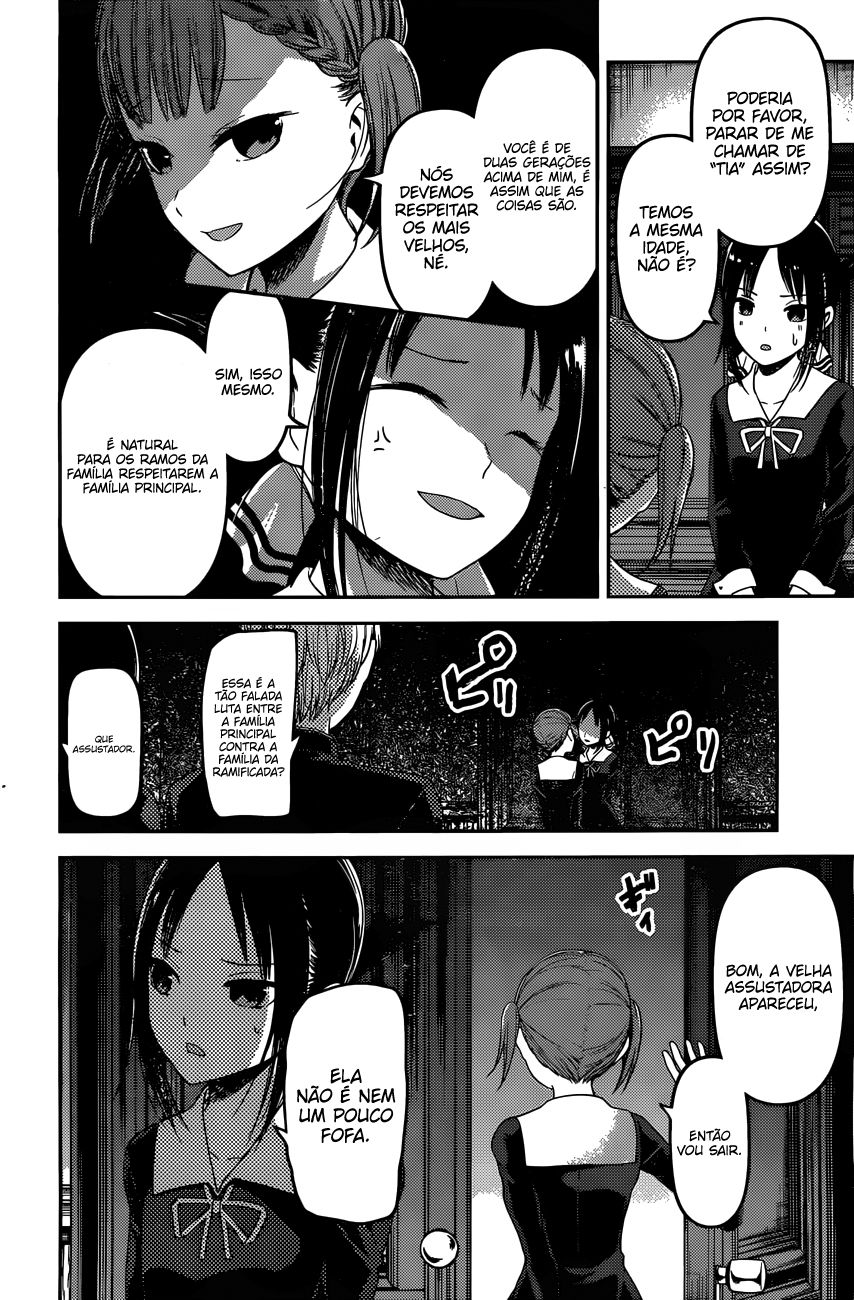 PODERIA
POR FAVOR,
PARAR DE ME
CHAMAR DE
"TIA" ASSIM?
TEMOS
A MESMA
IDADE,
NÃO É?
VOCÊ É DE
DUAS GERAÇÕES
ACIMA DE MIM, É
ASSIM QUE AS
COISAS SÃO.
NÓS
DEVEMOS
RESPEITAR
OS MAIS
VELHOS,
NÉ.
SIM, ISSO
MESMO.
É NATURAL
PARA OS RAMOS DA
FAMÍLIA RESPEITAREM A
FAMÍLIA PRINCIPAL.
ピリ
ピリ
ESSA É A
TÃO FALADA
LUTA ENTRE
A FAMÍLIA
PRINCIPAL
CONTRA A
FAMÍLIA DA
RAMIFICADA?
QUE
ASSUSTADOR.
BOM, A VELHA
ASSUSTADORA
APARECEU,
ENTÃO
VOU SAIR.
ギィ
ELA
NÃO É NEM
UM POUCO
FOFA.